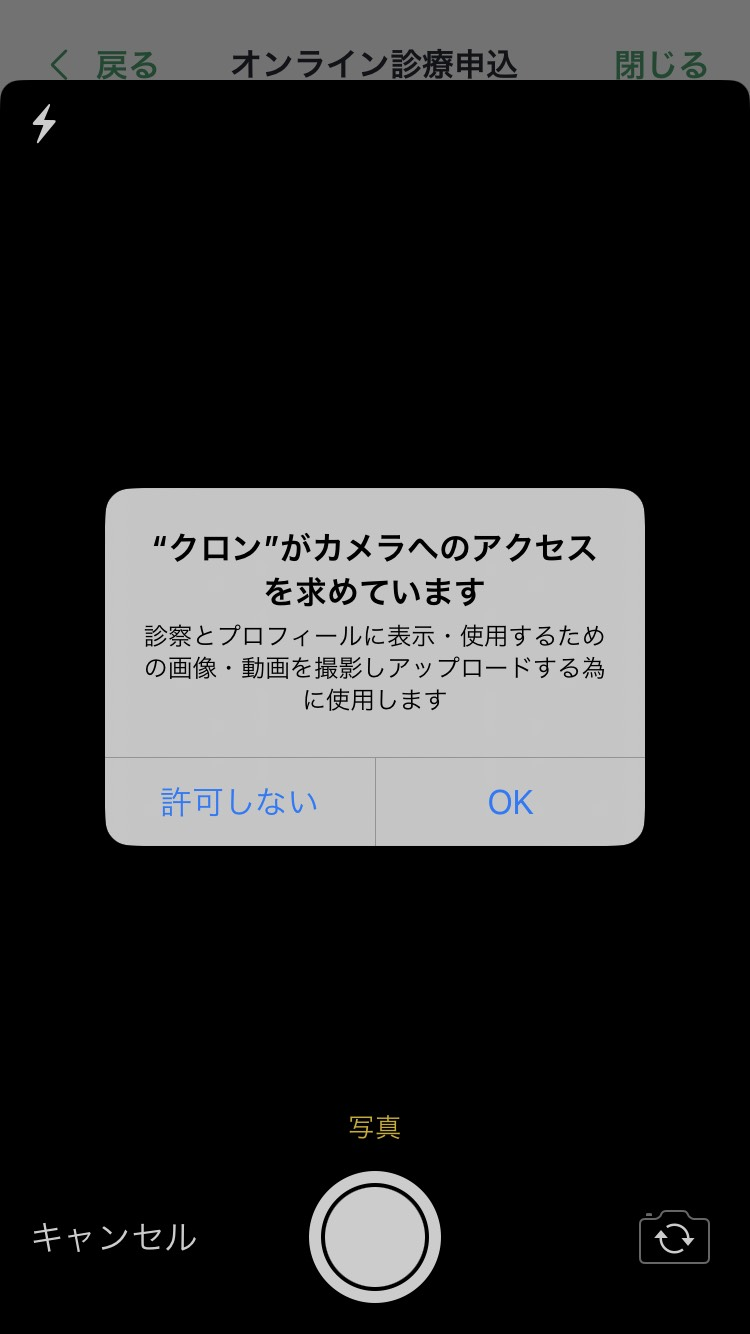 戻る オンライン診療申込 閉じる
“クロン”がカメラへのアクセス
を求めています
診察とプロフィールに表示・使用するため
の画像・動画を撮影しアップロードする為
に使用します
許可しない OK
写真
キャンセル